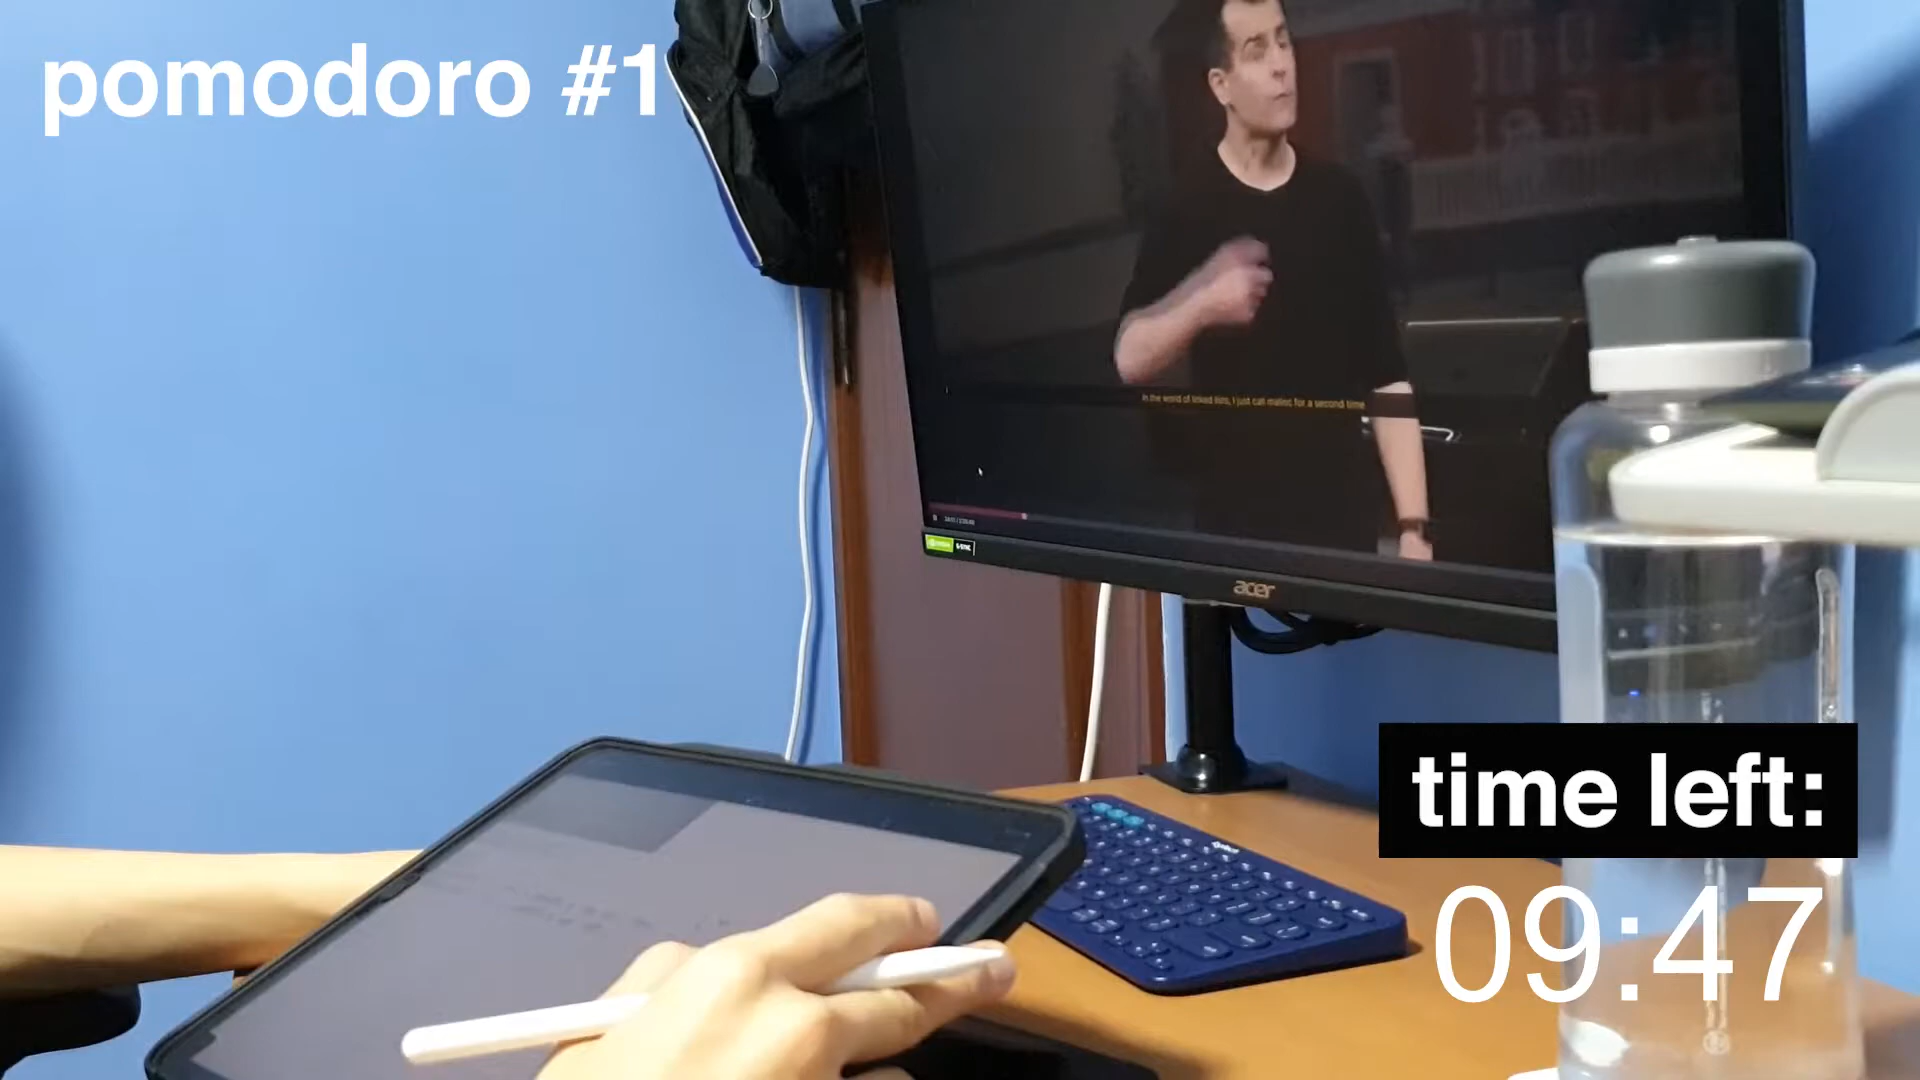 pomodoro #1
In the world of linked lists, I just call malloc for a second time
G-SYNC
acer
time left:
09:47